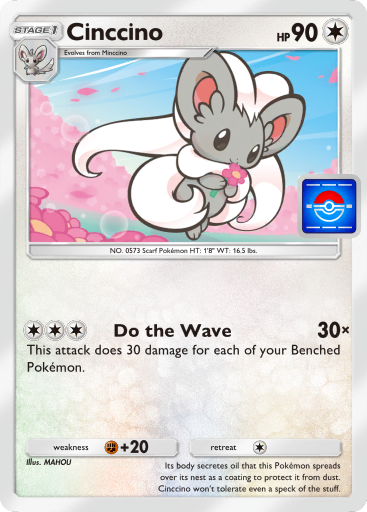 STAGE 1
Cinccino
HP 90
Evolves from Minccino
NO. 0573 Scarf Pokémon HT: 1'8" WT: 16.5 lbs.
Do the Wave 30×
This attack does 30 damage for each of your Benched
Pokémon.
weakness +20
retreat
Illus. MAHOU
Its body secretes oil that this Pokémon spreads
over its nest as a coating to protect it from dust.
Cinccino won't tolerate even a speck of the stuff.